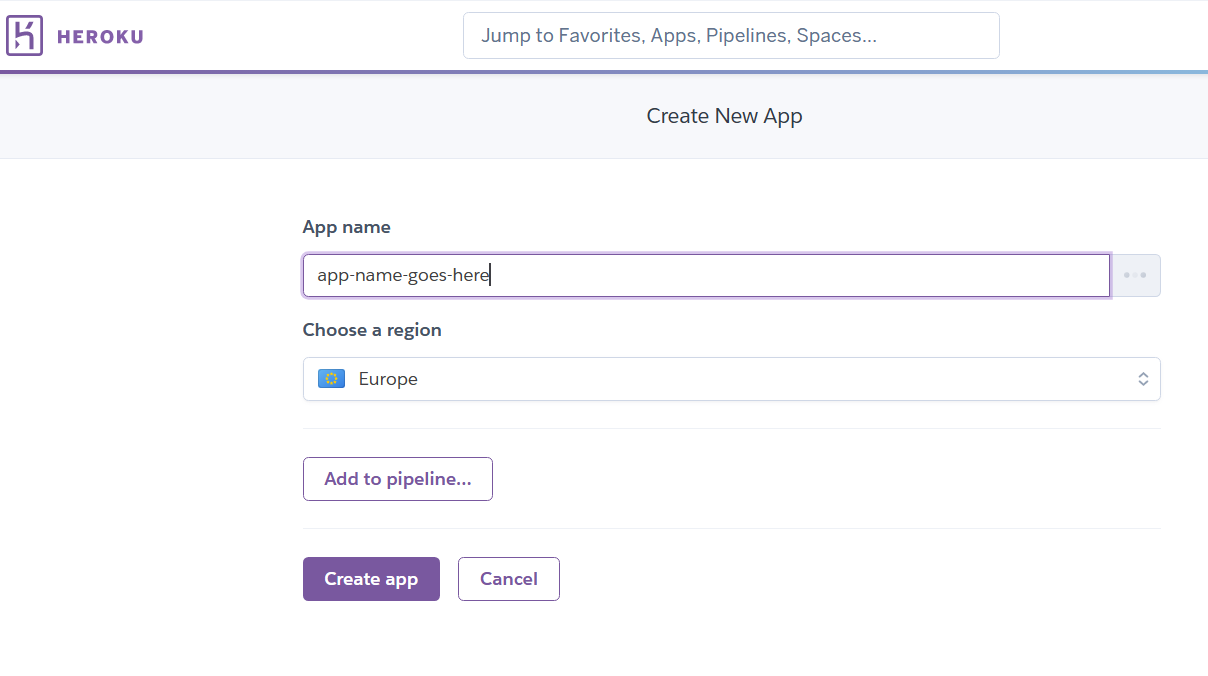 HEROKU
Jump to Favorites, Apps, Pipelines, Spaces...
Create New App
App name
app-name-goes-here
Choose a region
Europe
Add to pipeline...
Create app
Cancel